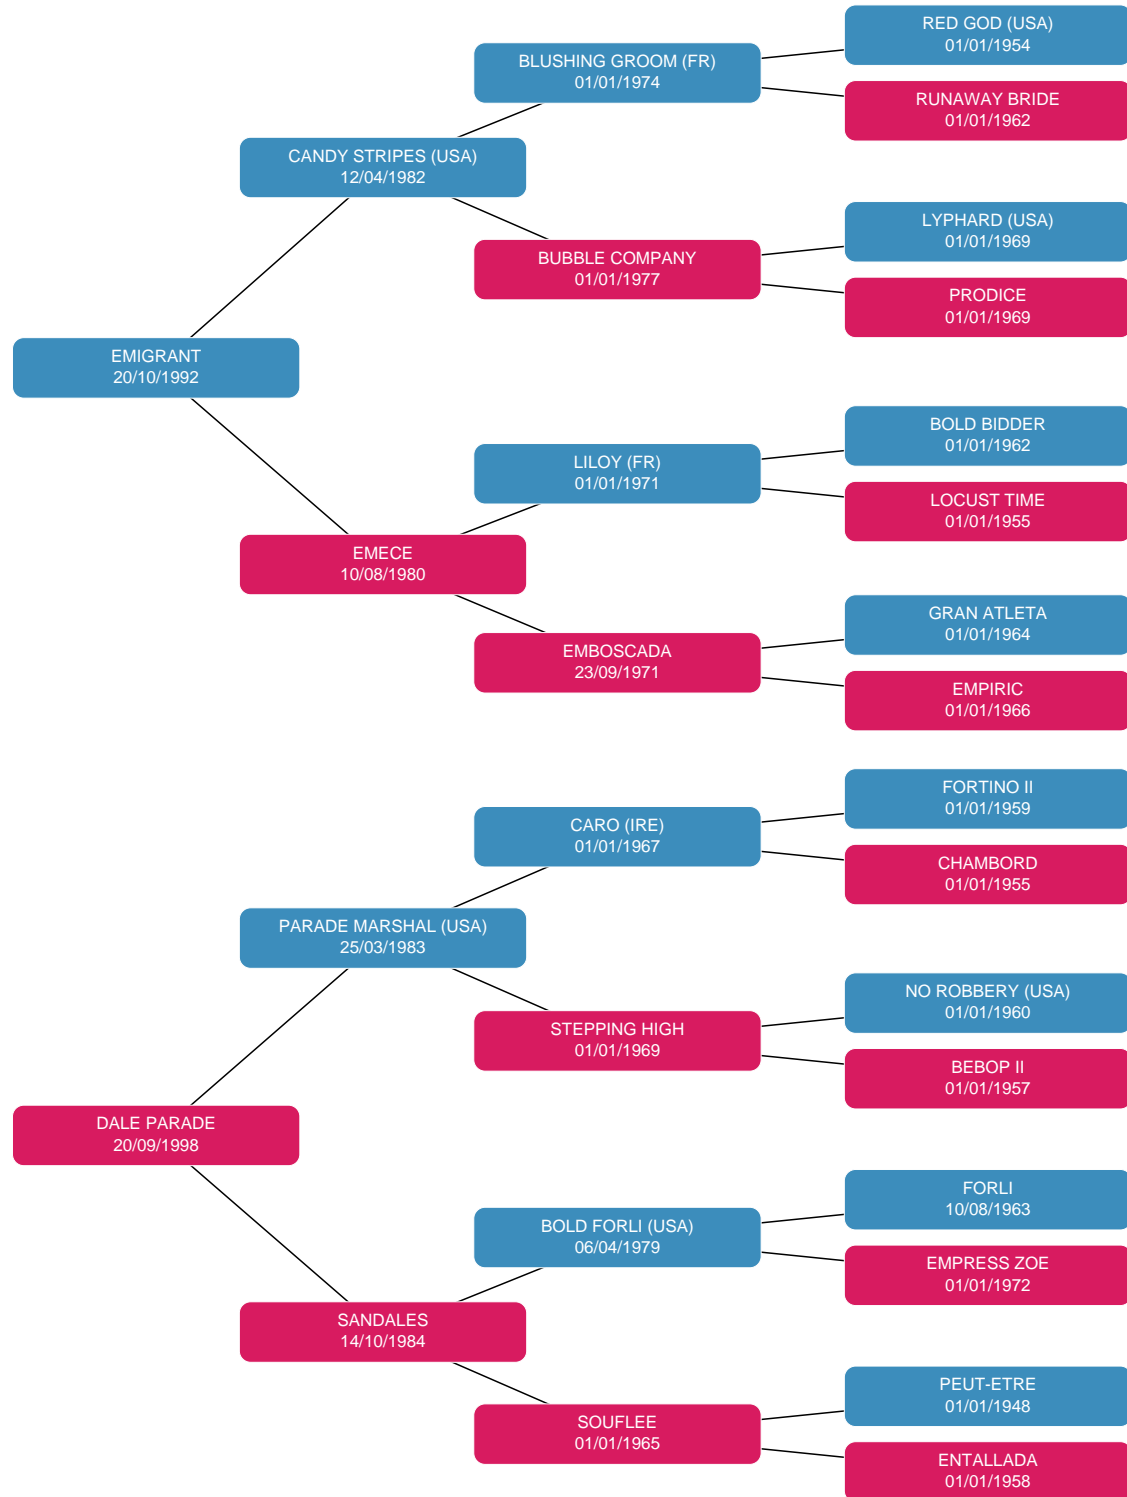 RED GOD (USA)
01/01/1954
BLUSHING GROOM (FR)
01/01/1974
RUNAWAY BRIDE
01/01/1962
CANDY STRIPES (USA)
12/04/1982
LYPHARD (USA)
01/01/1969
BUBBLE COMPANY
01/01/1977
PRODICE
01/01/1969
EMIGRANT
20/10/1992
BOLD BIDDER
01/01/1962
LILOY (FR)
01/01/1971
LOCUST TIME
01/01/1955
EMECE
10/08/1980
GRAN ATLETA
01/01/1964
EMBOSCADA
23/09/1971
EMPIRIC
01/01/1966
FORTINO II
01/01/1959
CARO (IRE)
01/01/1967
CHAMBORD
01/01/1955
PARADE MARSHAL (USA)
25/03/1983
NO ROBBERY (USA)
01/01/1960
STEPPING HIGH
01/01/1969
BEBOP II
01/01/1957
DALE PARADE
20/09/1998
FORLI
10/08/1963
BOLD FORLI (USA)
06/04/1979
EMPRESS ZOE
01/01/1972
SANDALES
14/10/1984
PEUT-ETRE
01/01/1948
SOUFLEE
01/01/1965
ENTALLADA
01/01/1958